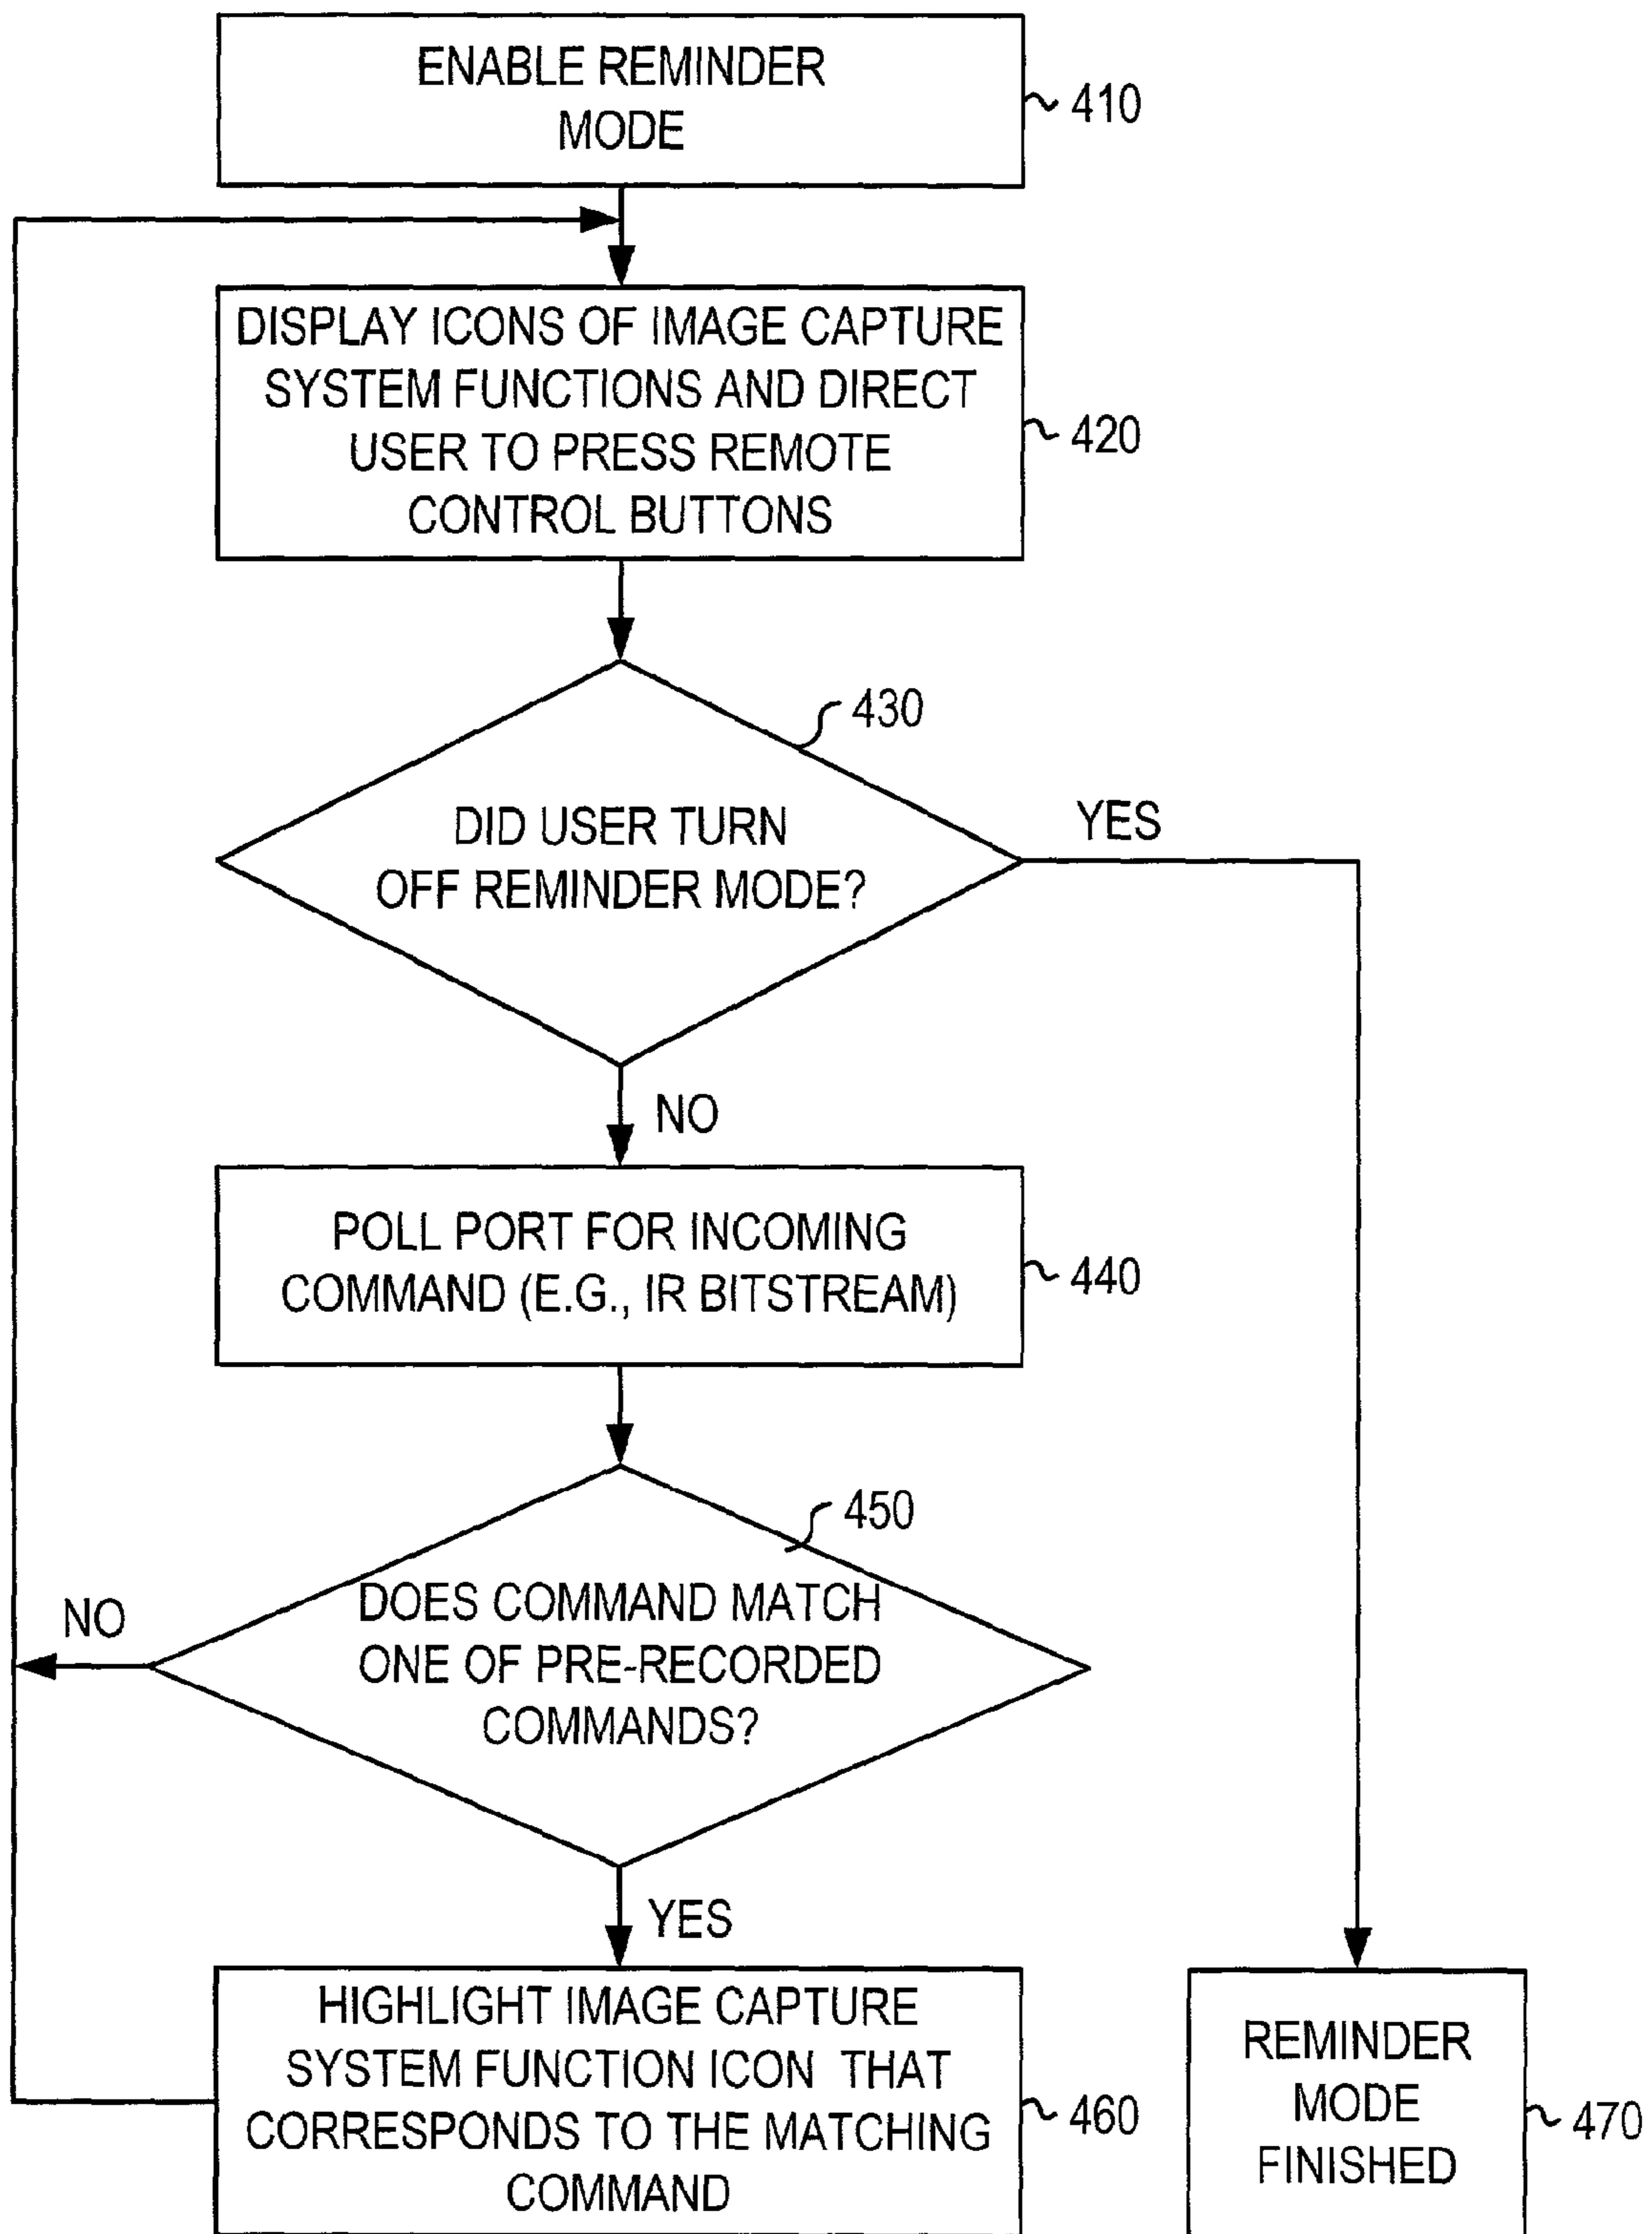 ENABLE REMINDER
MODE
410
DISPLAY ICONS OF IMAGE CAPTURE
SYSTEM FUNCTIONS AND DIRECT
USER TO PRESS REMOTE
CONTROL BUTTONS
420
430
DID USER TURN
OFF REMINDER MODE?
YES
NO
POLL PORT FOR INCOMING
COMMAND (E.G., IR BITSTREAM)
440
450
DOES COMMAND MATCH
ONE OF PRE-RECORDED
COMMANDS?
NO
YES
HIGHLIGHT IMAGE CAPTURE
SYSTEM FUNCTION ICON THAT
CORRESPONDS TO THE MATCHING
COMMAND
460
REMINDER
MODE
FINISHED
470